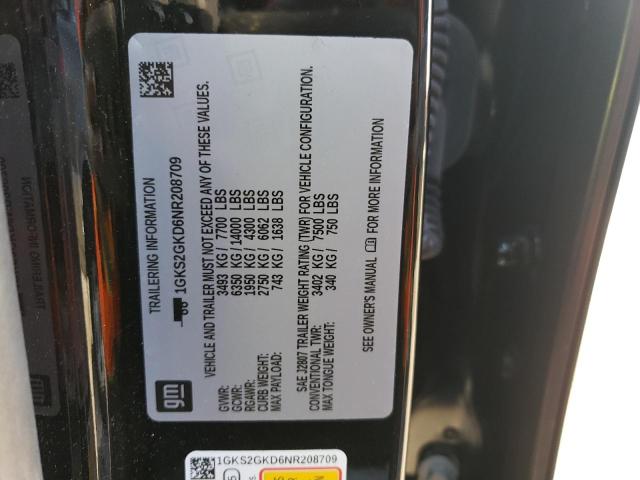 TRAILERING INFORMATION
1GKS2GKD6NR208709
VEHICLE AND TRAILER MUST NOT EXCEED ANY OF THESE VALUES.
GVWR: 3493 KG/ 7700 LBS
GCWR: 6350 KG/14000 LBS
RGAWR: 1950 KG/ 4300 LBS
CURB WEIGHT: 2750 KG/ 6062 LBS
MAX PAYLOAD: 743 KG/ 1638 LBS
SAE J2807 TRAILER WEIGHT RATING (TWR) FOR VEHICLE CONFIGURATION.
CONVENTIONAL TWR: 3402 KG/ 7500 LBS
MAX TONGUE WEIGHT: 340 KG/ 750 LBS
SEE OWNER'S MANUAL FOR MORE INFORMATION
gm
1GKS2GKD6NR208709